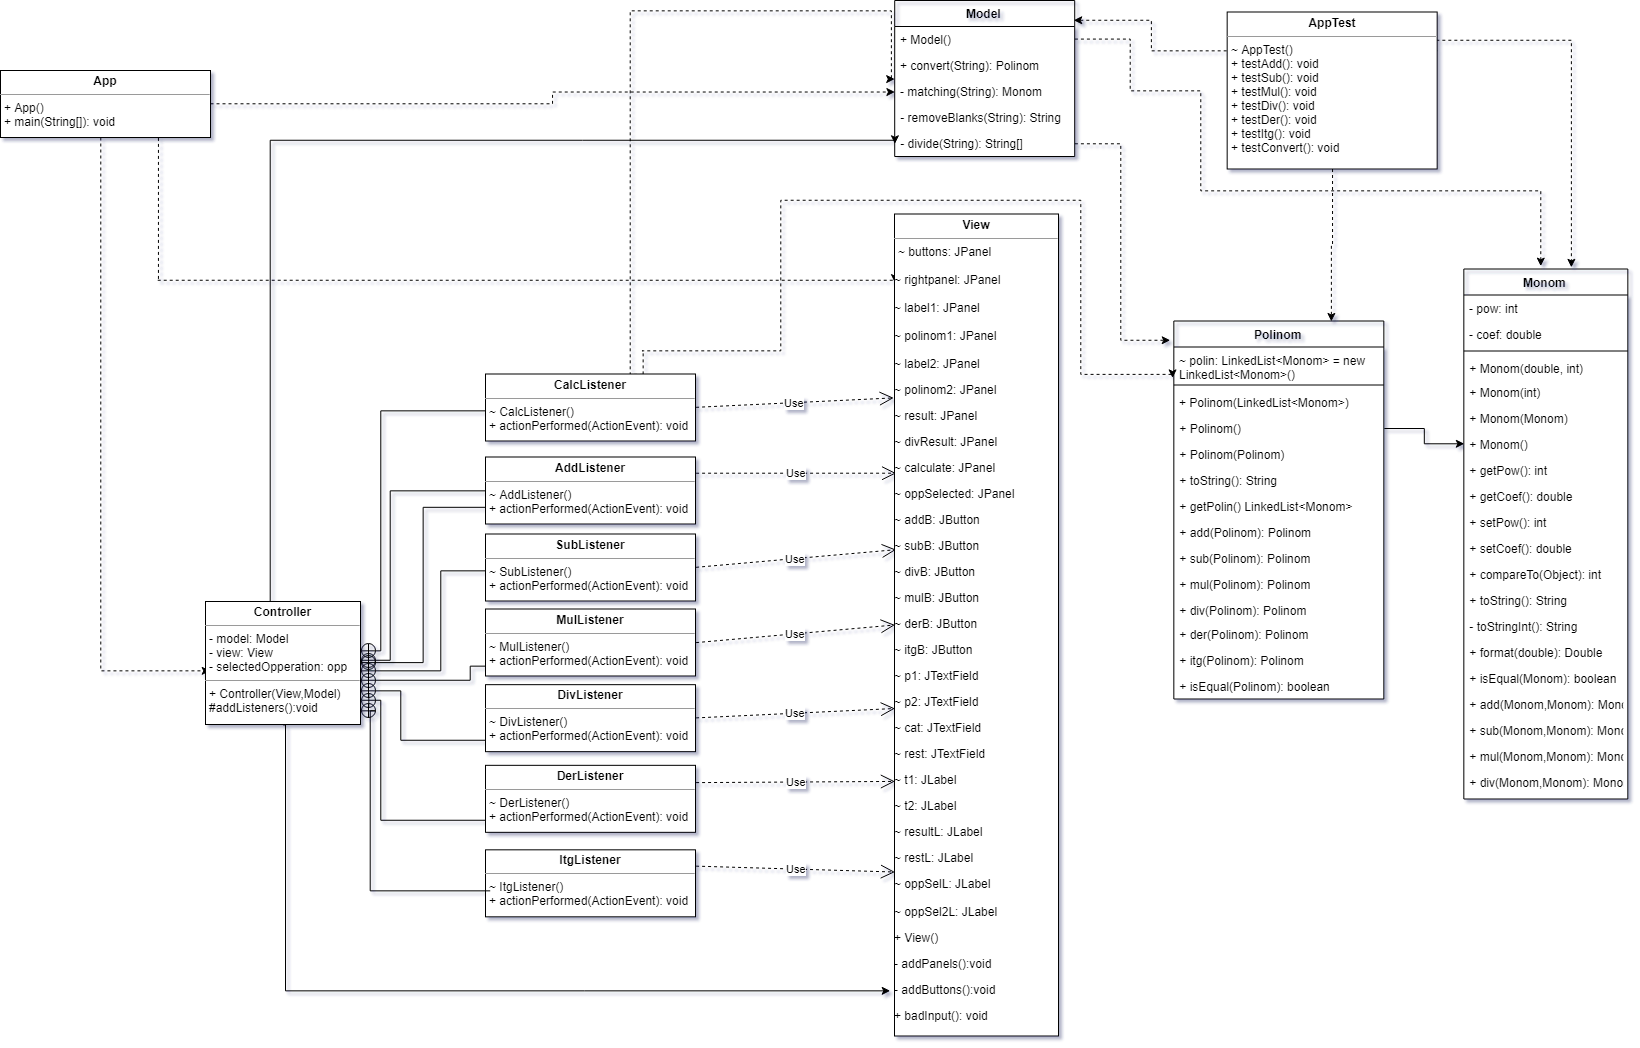 App
+ App()
+ main(String[]): void
Model
+ Model()
+ convert(String): Polinom
- matching(String): Monom
- removeBlanks(String): String
- divide(String): String[]
AppTest
~ AppTest()
+ testAdd(): void
+ testSub(): void
+ testMul(): void
+ testDiv(): void
+ testDer(): void
+ testItg(): void
+ testConvert(): void
View
~ buttons: JPanel
~ rightpanel: JPanel
~ label1: JPanel
~ polinom1: JPanel
~ label2: JPanel
~ polinom2: JPanel
~ result: JPanel
~ divResult: JPanel
~ calculate: JPanel
~ oppSelected: JPanel
~ addB: JButton
~ subB: JButton
~ divB: JButton
~ mulB: JButton
~ derB: JButton
~ itgB: JButton
~ p1: JTextField
~ p2: JTextField
~ cat: JTextField
~ rest: JTextField
~ t1: JLabel
~ t2: JLabel
~ resultL: JLabel
~ restL: JLabel
~ oppSelL: JLabel
~ oppSel2L: JLabel
+ View()
- addPanels():void
- addButtons():void
+ badInput(): void
Monom
- pow: int
- coef: double
+ Monom(double, int)
+ Monom(int)
+ Monom(Monom)
+ Monom()
+ getPow(): int
+ getCoef(): double
+ setPow(): int
+ setCoef(): double
+ compareTo(Object): int
+ toString(): String
- toStringInt(): String
+ format(double): Double
+ isEqual(Monom): boolean
+ add(Monom,Monom): Mon
+ sub(Monom,Monom): Mon
+ mul(Monom,Monom): Mon
+ div(Monom,Monom): Mono
Polinom
~ polin: LinkedList<Monom> = new
LinkedList<Monom>()
+ Polinom(LinkedList<Monom>)
+ Polinom()
+ Polinom(Polinom)
+ toString(): String
+ getPolin() LinkedList<Monom>
+ add(Polinom): Polinom
+ sub(Polinom): Polinom
+ mul(Polinom): Polinom
+ div(Polinom): Polinom
+ der(Polinom): Polinom
+ itg(Polinom): Polinom
+ isEqual(Polinom): boolean
CalcListener
~ CalcListener()
+ actionPerformed(ActionEvent): void
Use
AddListener
~ AddListener()
+ actionPerformed(ActionEvent): void
Use
SubListener
~ SubListener()
+ actionPerformed(ActionEvent): void
Use
MulListener
~ MulListener()
+ actionPerformed(ActionEvent): void
Use
DivListener
~ DivListener()
+ actionPerformed(ActionEvent): void
Use
DerListener
~ DerListener()
+ actionPerformed(ActionEvent): void
Use
ItgListener
~ ItgListener()
+ actionPerformed(ActionEvent): void
Use
Controller
- model: Model
- view: View
- selectedOpperation: opp
+ Controller(View,Model)
#addListeners():void